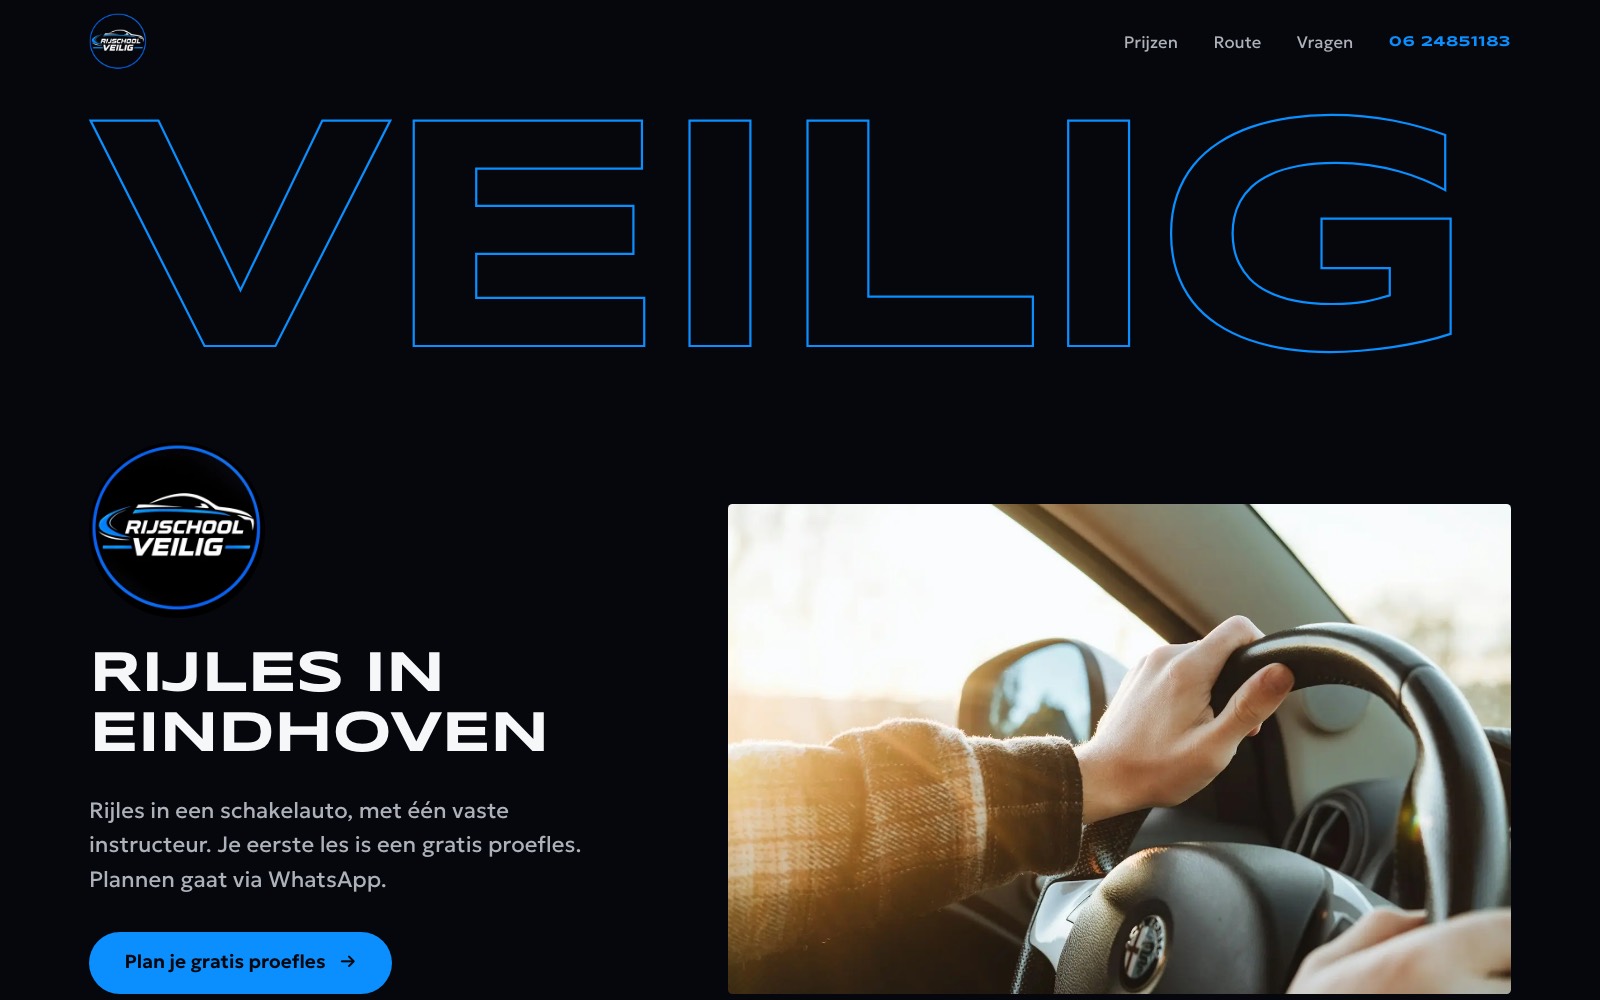 RIJSCHOOL
VEILIG
Prijzen
Route
Vragen
06 24851183
VEILIG
RIJSCHOOL
VEILIG
RIJLES IN
EINDHOVEN
Rijles in een schakelauto, met één vaste
instructeur. Je eerste les is een gratis proefles.
Plannen gaat via WhatsApp.
Plan je gratis proefles →